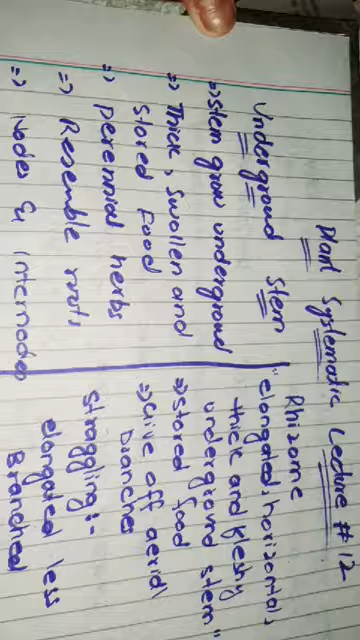 Plant Systematic Lecture # 12
Underground Stem
⇒ Stem grow underground
⇒ Thick, Swollen and
Stored Food
⇒ Perennial herbs
⇒ Resemble roots
⇒ Nodes & Internodes
Rhizome
"elongated, horizontal,
thick and fleshy
underground stem"
⇒ Stored food
⇒ Give off aerial
branches
Straggling:-
elongated less
Branched